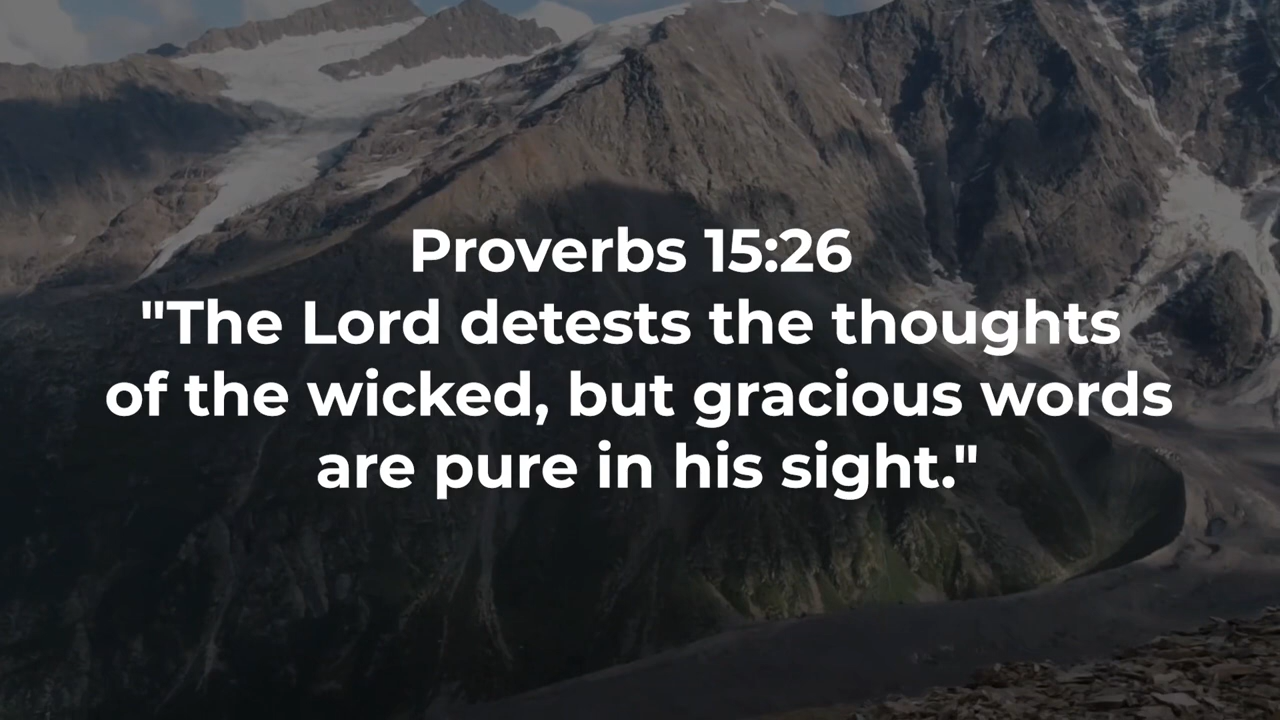 Proverbs 15:26
"The Lord detests the thoughts
of the wicked, but gracious words
are pure in his sight."